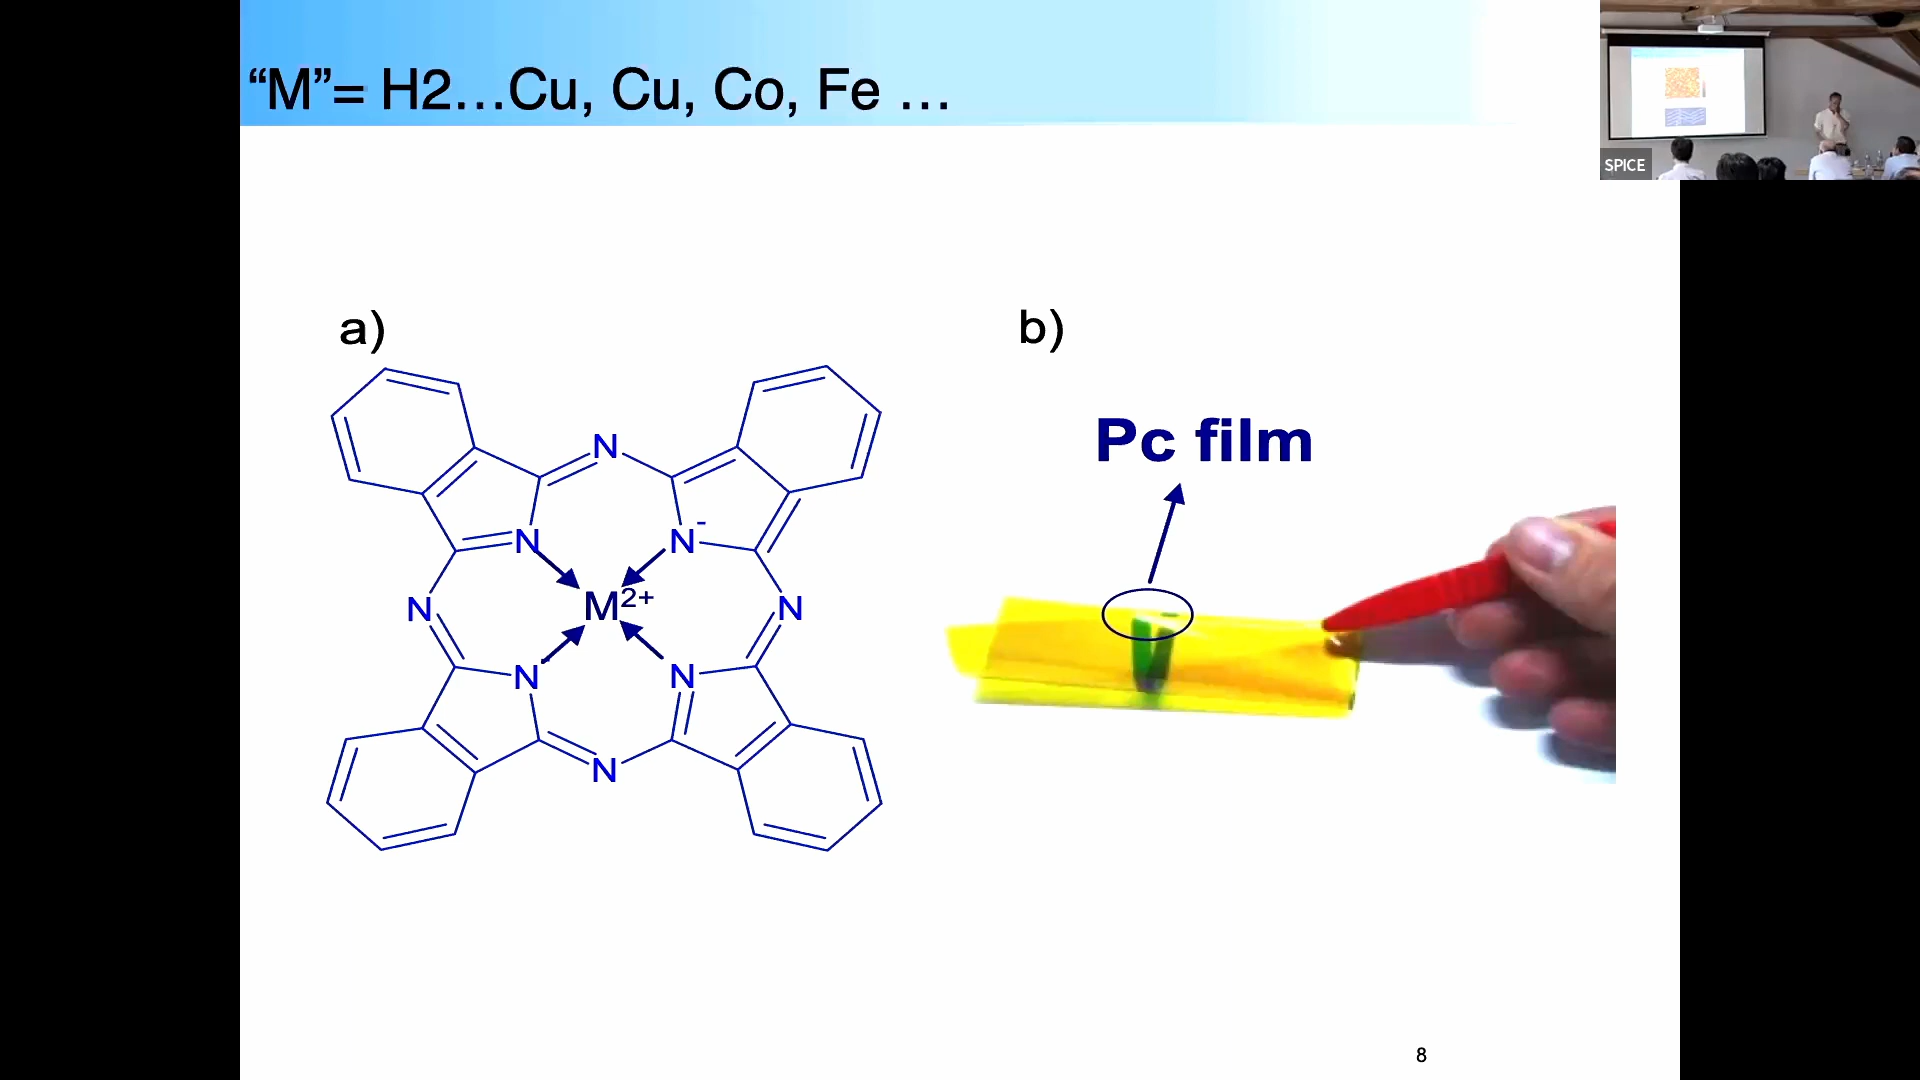 “M”= H2…Cu, Cu, Co, Fe …
SPICE
a)
b)
Pc film
N
N
N-
N
M2+
N
N
N
N
8